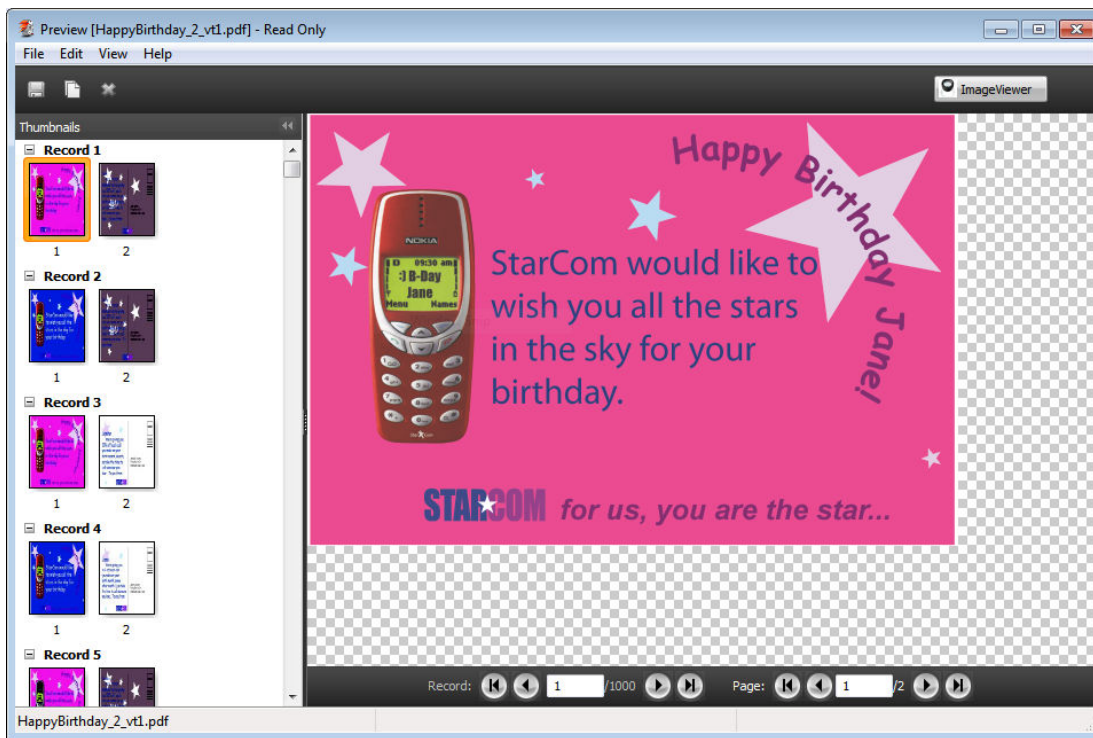 Preview [HappyBirthday_2_vt1.pdf] - Read Only
File Edit View Help
ImageViewer
Thumbnails
Record 1
1 2
Record 2
1 2
Record 3
1 2
Record 4
1 2
Record 5
Happy Birthday Jane!
NOKIA
09:30 am
:) B-Day
Jane
Menu Names
StarCom would like to
wish you all the stars
in the sky for your
birthday.
STARCOM for us, you are the star...
Record: 1 /1000 Page: 1 /2
HappyBirthday_2_vt1.pdf